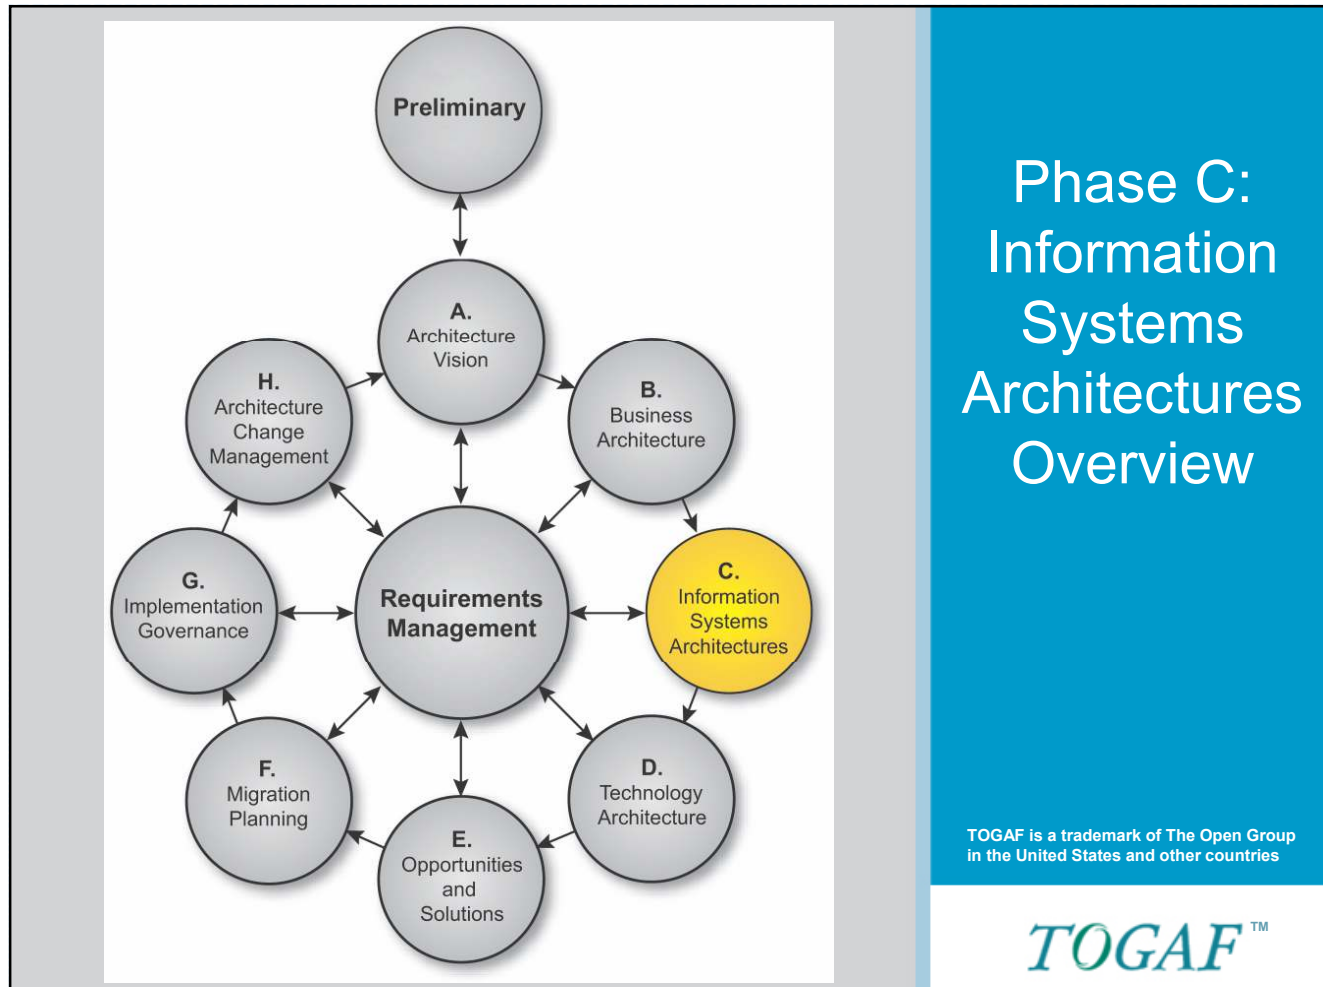 Preliminary
A.
Architecture
Vision
B.
Business
Architecture
C.
Information
Systems
Architectures
D.
Technology
Architecture
E.
Opportunities
and
Solutions
F.
Migration
Planning
G.
Implementation
Governance
H.
Architecture
Change
Management
Requirements
Management
Phase C:
Information
Systems
Architectures
Overview
TOGAF is a trademark of The Open Group
in the United States and other countries
TOGAF™